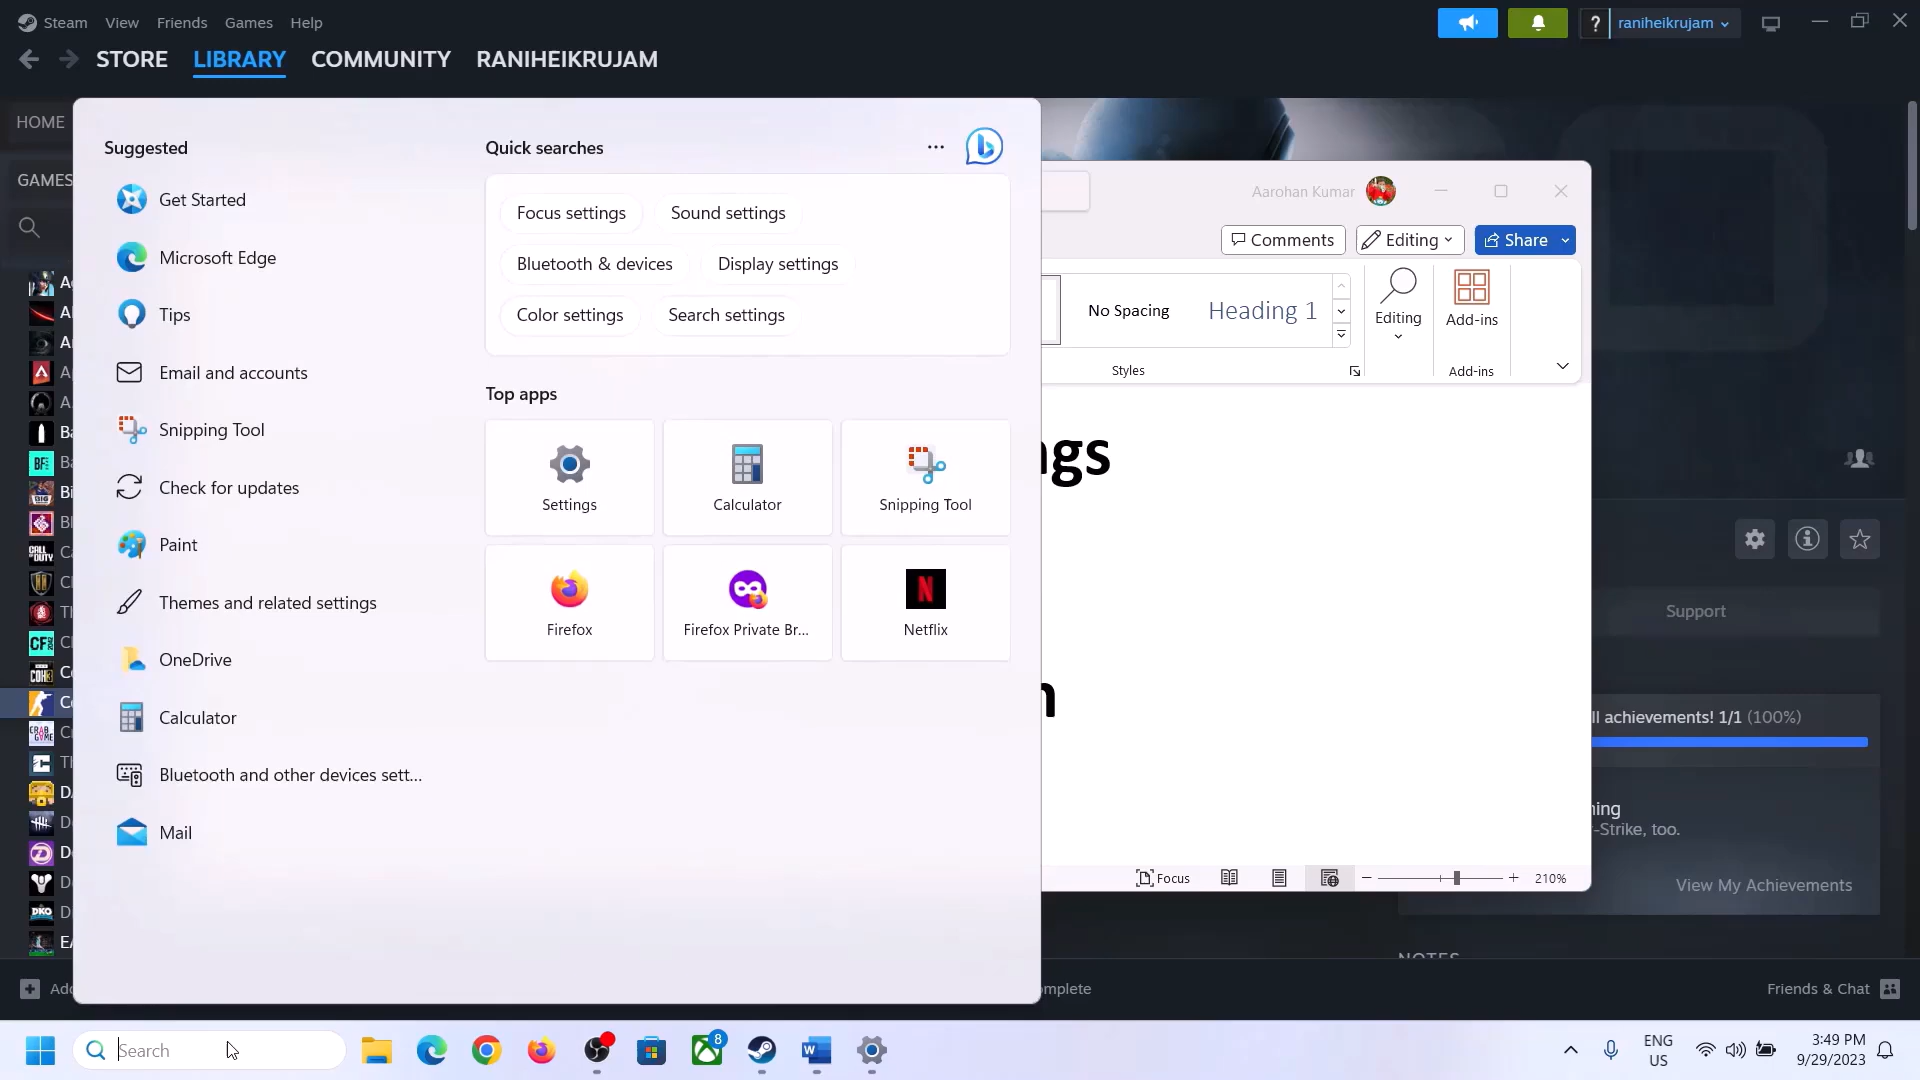 Steam View Friends Games Help
raniheikrujam
STORE LIBRARY COMMUNITY RANIHEIKRUJAM
HOME
GAMES
Suggested
Get Started
Microsoft Edge
Tips
Email and accounts
Snipping Tool
Check for updates
Paint
Themes and related settings
OneDrive
Calculator
Bluetooth and other devices sett...
Mail
Quick searches
Focus settings Sound settings
Bluetooth & devices Display settings
Color settings Search settings
Top apps
Settings Calculator Snipping Tool
Firefox Firefox Private Br... Netflix
Aarohan Kumar
Comments Editing Share
No Spacing Heading 1
Editing Add-ins
Styles Add-ins
ngs
Focus 210%
Support
ll achievements! 1/1 (100%)
-Strike, too.
View My Achievements
Friends & Chat
Search
8
ENG
US
3:49 PM
9/29/2023